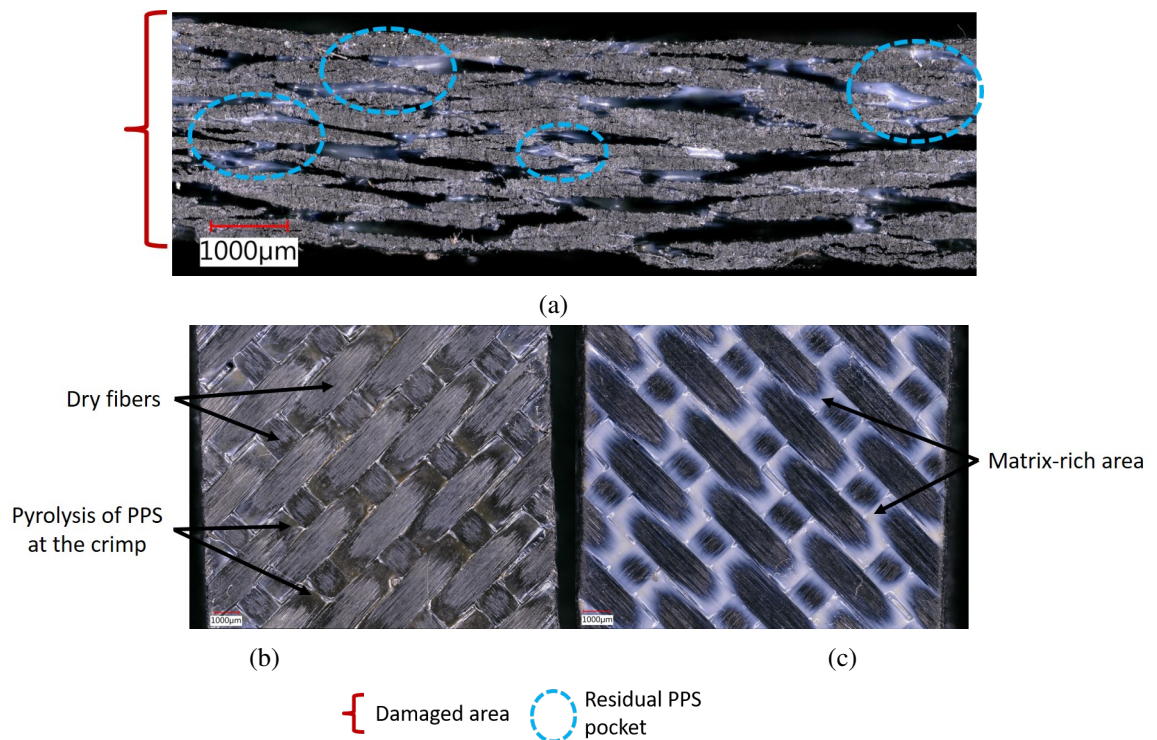 1000µm
(a)
Dry fibers
Pyrolysis of PPS
at the crimp
Matrix-rich area
1000µm
1000µm
(b)
(c)
Damaged area
Residual PPS
pocket